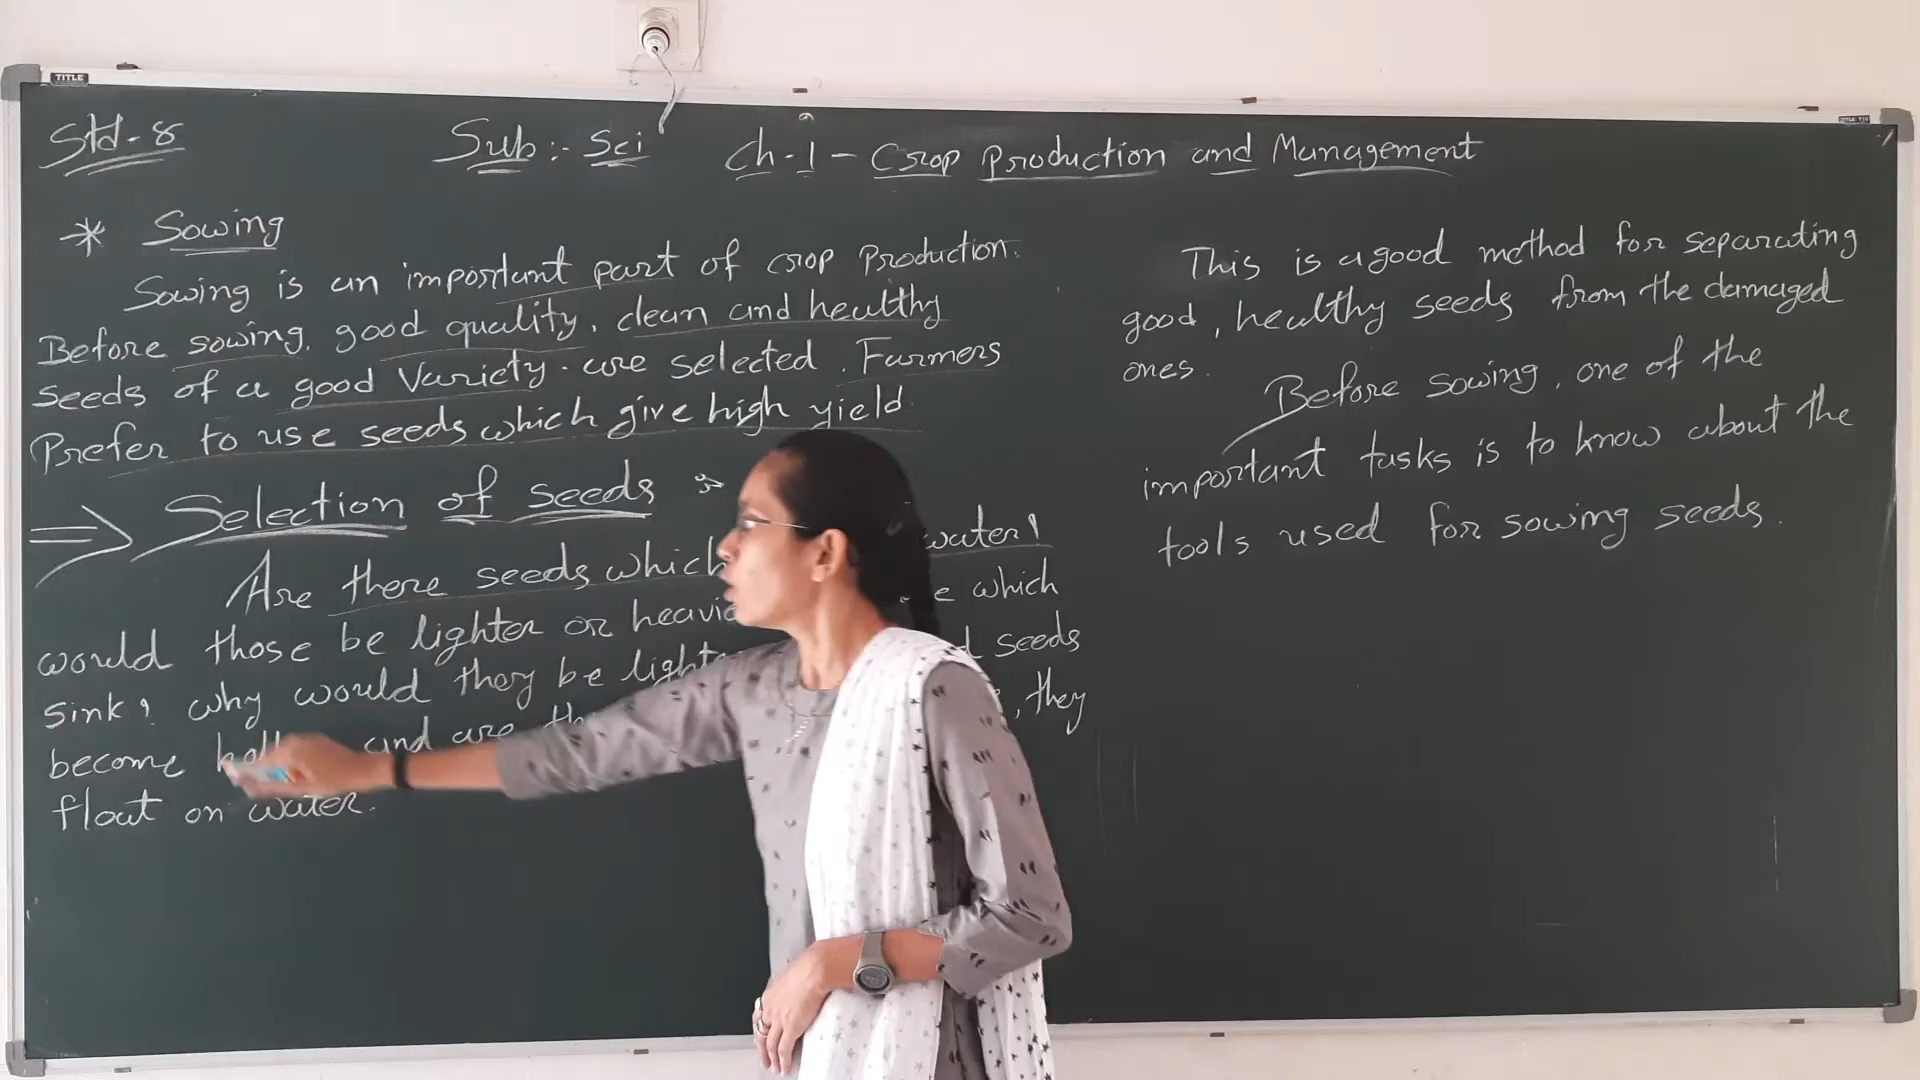 TITLE
Std-8
Sub:- Sci
Ch-1 - Crop Production and Management
* Sowing
Sowing is an important part of crop Production.
Before sowing, good quality, clean and healthy
seeds of a good Variety. are selected. Farmers
Prefer to use seeds which give high yield.
⇒ Selection of seeds :-
Are there seeds which water?
would those be lighter or which
sink? why would they be seeds
become and are , they
float on water.
This is a good method for separating
good, healthy seeds from the damaged
ones.
Before sowing, one of the
important tasks is to know about the
tools used for sowing seeds.